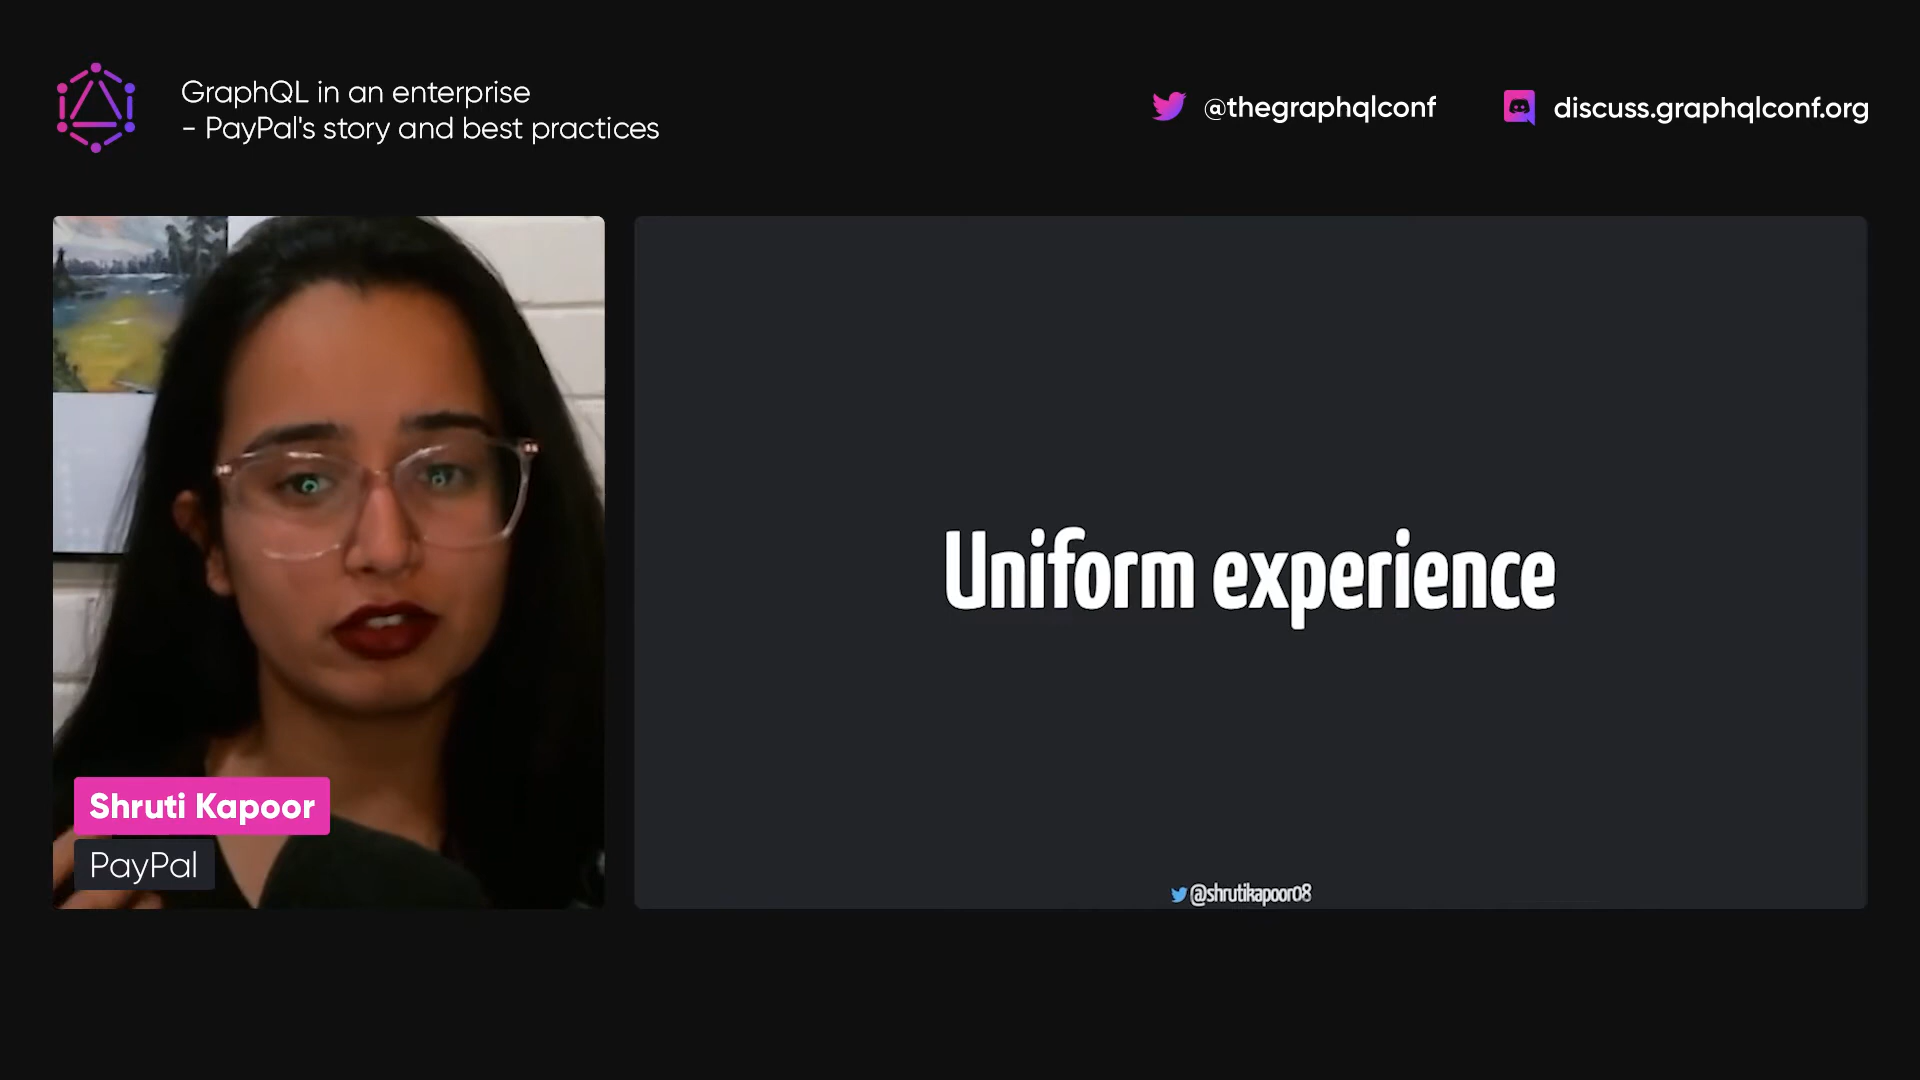 GraphQL in an enterprise
- PayPal's story and best practices
@thegraphqlconf
discuss.graphqlconf.org
Uniform experience
Shruti Kapoor
PayPal
@shrutikapoor08